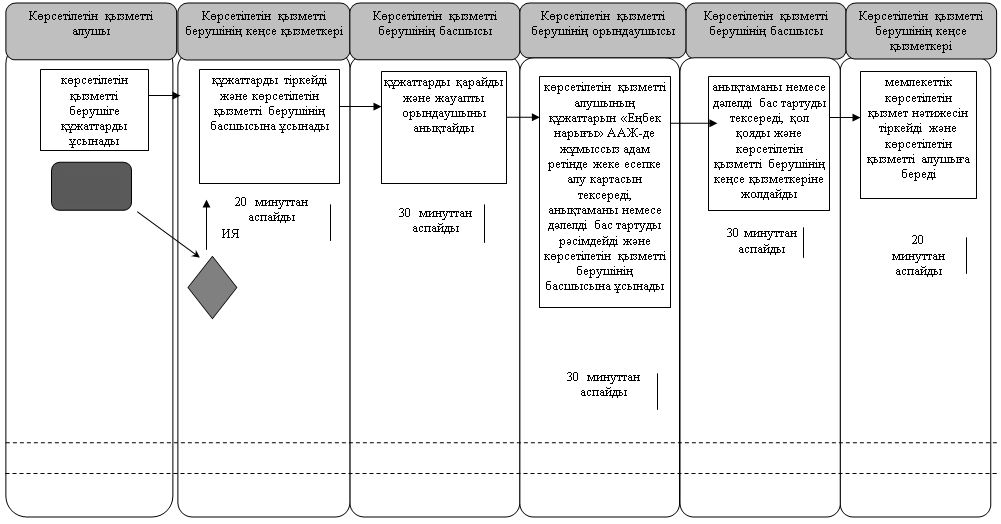 Көрсетілетін қызметті
алушы
Көрсетілетін қызметті
берушінің кеңсе қызметкері
Көрсетілетін қызметті
берушінің басшысы
Көрсетілетін қызметті
берушінің орындаушысы
Көрсетілетін қызметті
берушінің басшысы
Көрсетілетін қызметті
берушінің кеңсе
қызметкері
көрсетілетін
қызметті
берушіге
құжаттарды
ұсынады
құжаттарды тіркейді
және көрсетілетін
қызметті берушінің
басшысына ұсынады
20 минуттан
аспайды
ИЯ
құжаттарды қарайды
және жауапты
орындаушыны
анықтайды
30 минуттан
аспайды
көрсетілетін қызметті
алушының
құжаттарын «Еңбек
нарығы» ААЖ-де
жұмыссыз адам
ретінде жеке есепке
алу картасын
тексереді,
анықтаманы немесе
дәлелді бас тартуды
рәсімдейді және
көрсетілетін қызметті
берушінің
басшысына ұсынады
30 минуттан
аспайды
анықтаманы немесе
дәлелді бас тартуды
тексереді, қол
қояды және
көрсетілетін
қызметті берушінің
кеңсе қызметкеріне
жолдайды
30 минуттан
аспайды
мемлекеттік
көрсетілетін
қызмет нәтижесін
тіркейді және
көрсетілетін
қызметті алушыға
береді
20
минуттан
аспайды